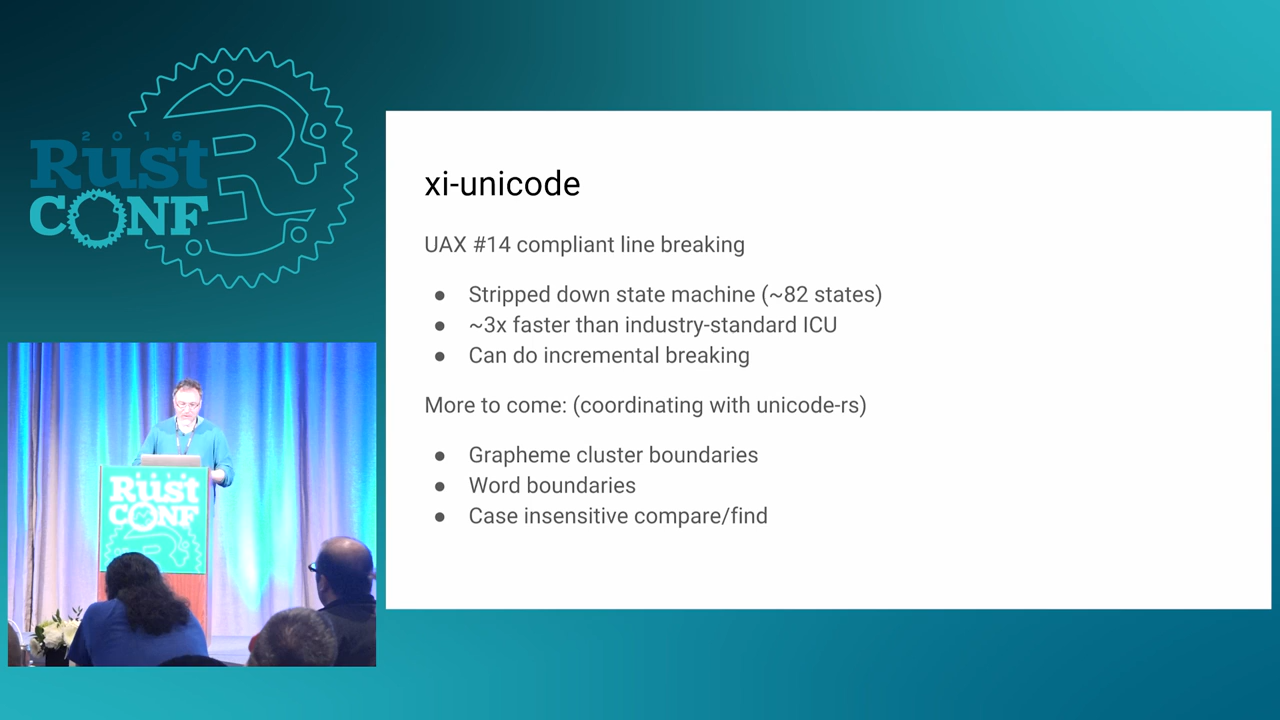 2016
Rust
CONF
xi-unicode
UAX #14 compliant line breaking
● Stripped down state machine (~82 states)
● ~3x faster than industry-standard ICU
● Can do incremental breaking
More to come: (coordinating with unicode-rs)
● Grapheme cluster boundaries
● Word boundaries
● Case insensitive compare/find
Rust
CONF